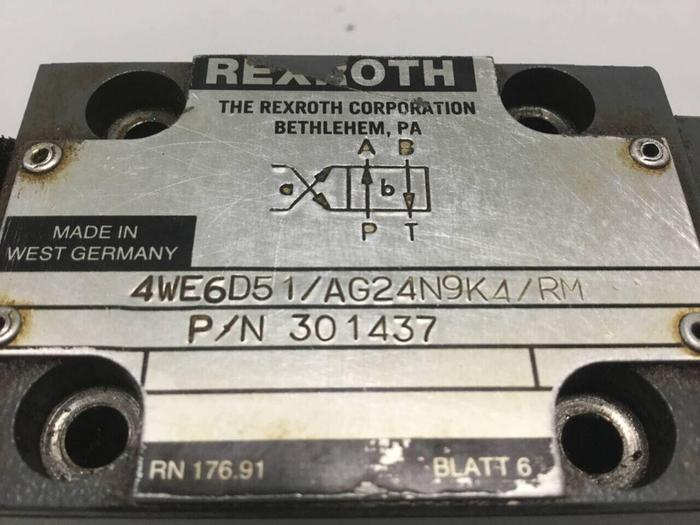 REXROTH
THE REXROTH CORPORATION
BETHLEHEM, PA
A B
a b
P T
MADE IN
WEST GERMANY
4WE6D51/AG24N9K4/RM
P/N 301437
RN 176.91 BLATT 6